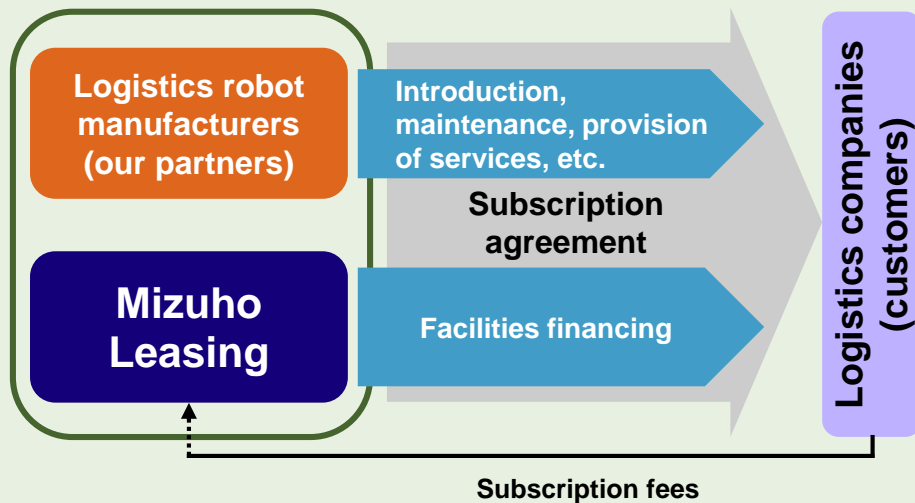 Logistics robot
manufacturers
(our partners)
Introduction,
maintenance, provision
of services, etc.
Subscription
agreement
Mizuho
Leasing
Facilities financing
Logistics companies
(customers)
Subscription fees